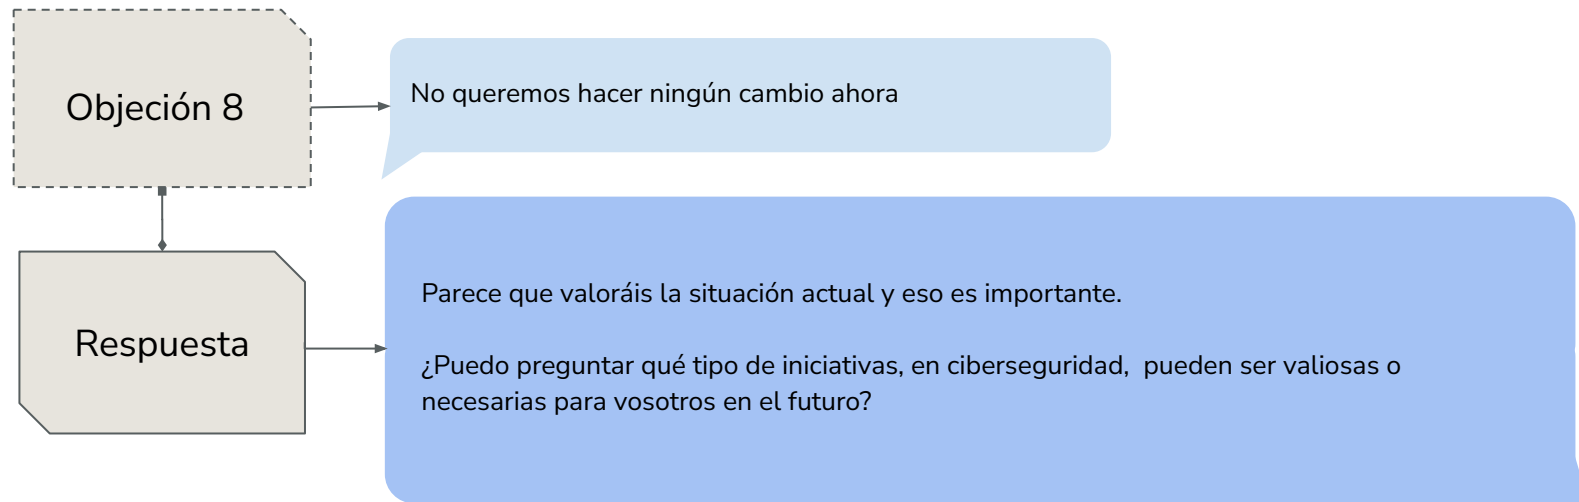 Objeción 8
No queremos hacer ningún cambio ahora
Respuesta
Parece que valoráis la situación actual y eso es importante.
¿Puedo preguntar qué tipo de iniciativas, en ciberseguridad,  pueden ser valiosas o
necesarias para vosotros en el futuro?